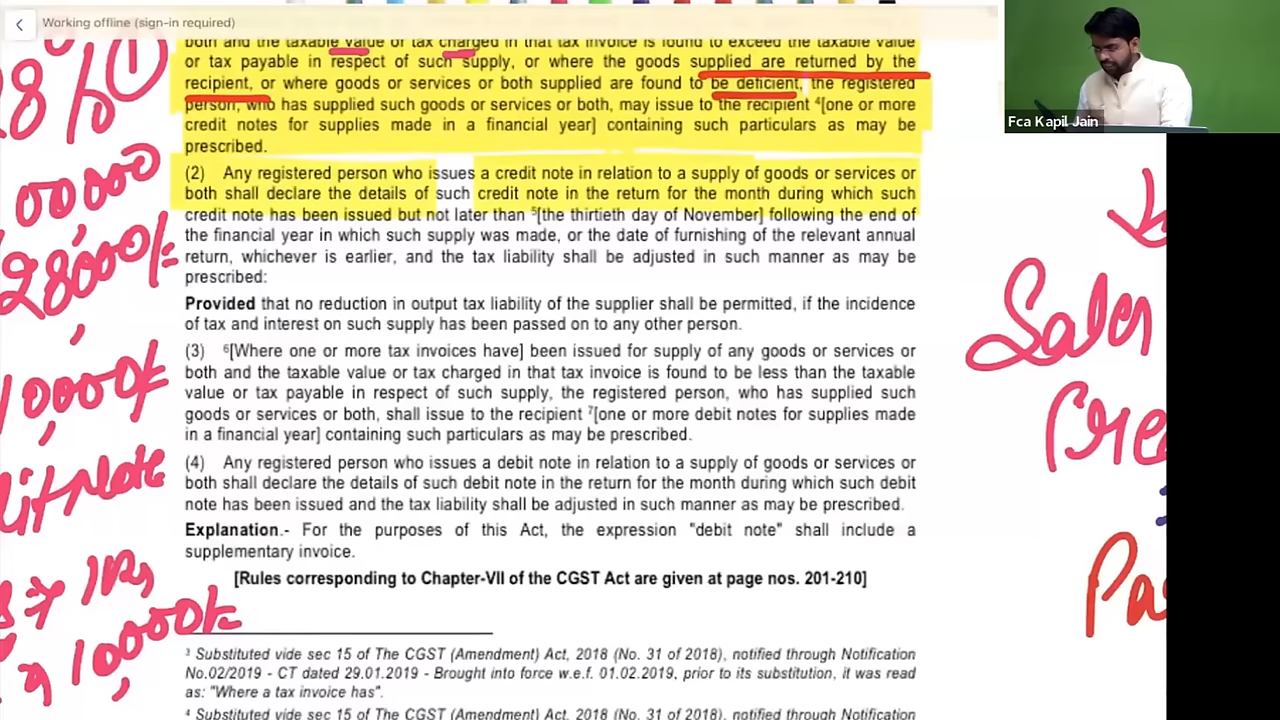 Working offline (sign-in required)
both and the taxable value or tax charged in that tax invoice is found to exceed the taxable value
or tax payable in respect of such supply, or where the goods supplied are returned by the
recipient, or where goods or services or both supplied are found to be deficient, the registered
person, who has supplied such goods or services or both, may issue to the recipient ⁴[one or more
credit notes for supplies made in a financial year] containing such particulars as may be
prescribed.
(2) Any registered person who issues a credit note in relation to a supply of goods or services or
both shall declare the details of such credit note in the return for the month during which such
credit note has been issued but not later than ⁵[the thirtieth day of November] following the end of
the financial year in which such supply was made, or the date of furnishing of the relevant annual
return, whichever is earlier, and the tax liability shall be adjusted in such manner as may be
prescribed:
Provided that no reduction in output tax liability of the supplier shall be permitted, if the incidence
of tax and interest on such supply has been passed on to any other person.
(3) ⁶[Where one or more tax invoices have] been issued for supply of any goods or services or
both and the taxable value or tax charged in that tax invoice is found to be less than the taxable
value or tax payable in respect of such supply, the registered person, who has supplied such
goods or services or both, shall issue to the recipient ⁷[one or more debit notes for supplies made
in a financial year] containing such particulars as may be prescribed.
(4) Any registered person who issues a debit note in relation to a supply of goods or services or
both shall declare the details of such debit note in the return for the month during which such debit
note has been issued and the tax liability shall be adjusted in such manner as may be prescribed.
Explanation.- For the purposes of this Act, the expression "debit note" shall include a
supplementary invoice.
[Rules corresponding to Chapter-VII of the CGST Act are given at page nos. 201-210]
³ Substituted vide sec 15 of The CGST (Amendment) Act, 2018 (No. 31 of 2018), notified through Notification
No.02/2019 - CT dated 29.01.2019 - Brought into force w.e.f. 01.02.2019, prior to its substitution, it was read
as: "Where a tax invoice has".
⁴ Substituted vide sec 15 of The CGST (Amendment) Act, 2018 (No. 31 of 2018), notified through Notification
8%
00000
28000/-
10,000/-
it Note
10,000/-
Sales
Cre
Pa
Fca Kapil Jain